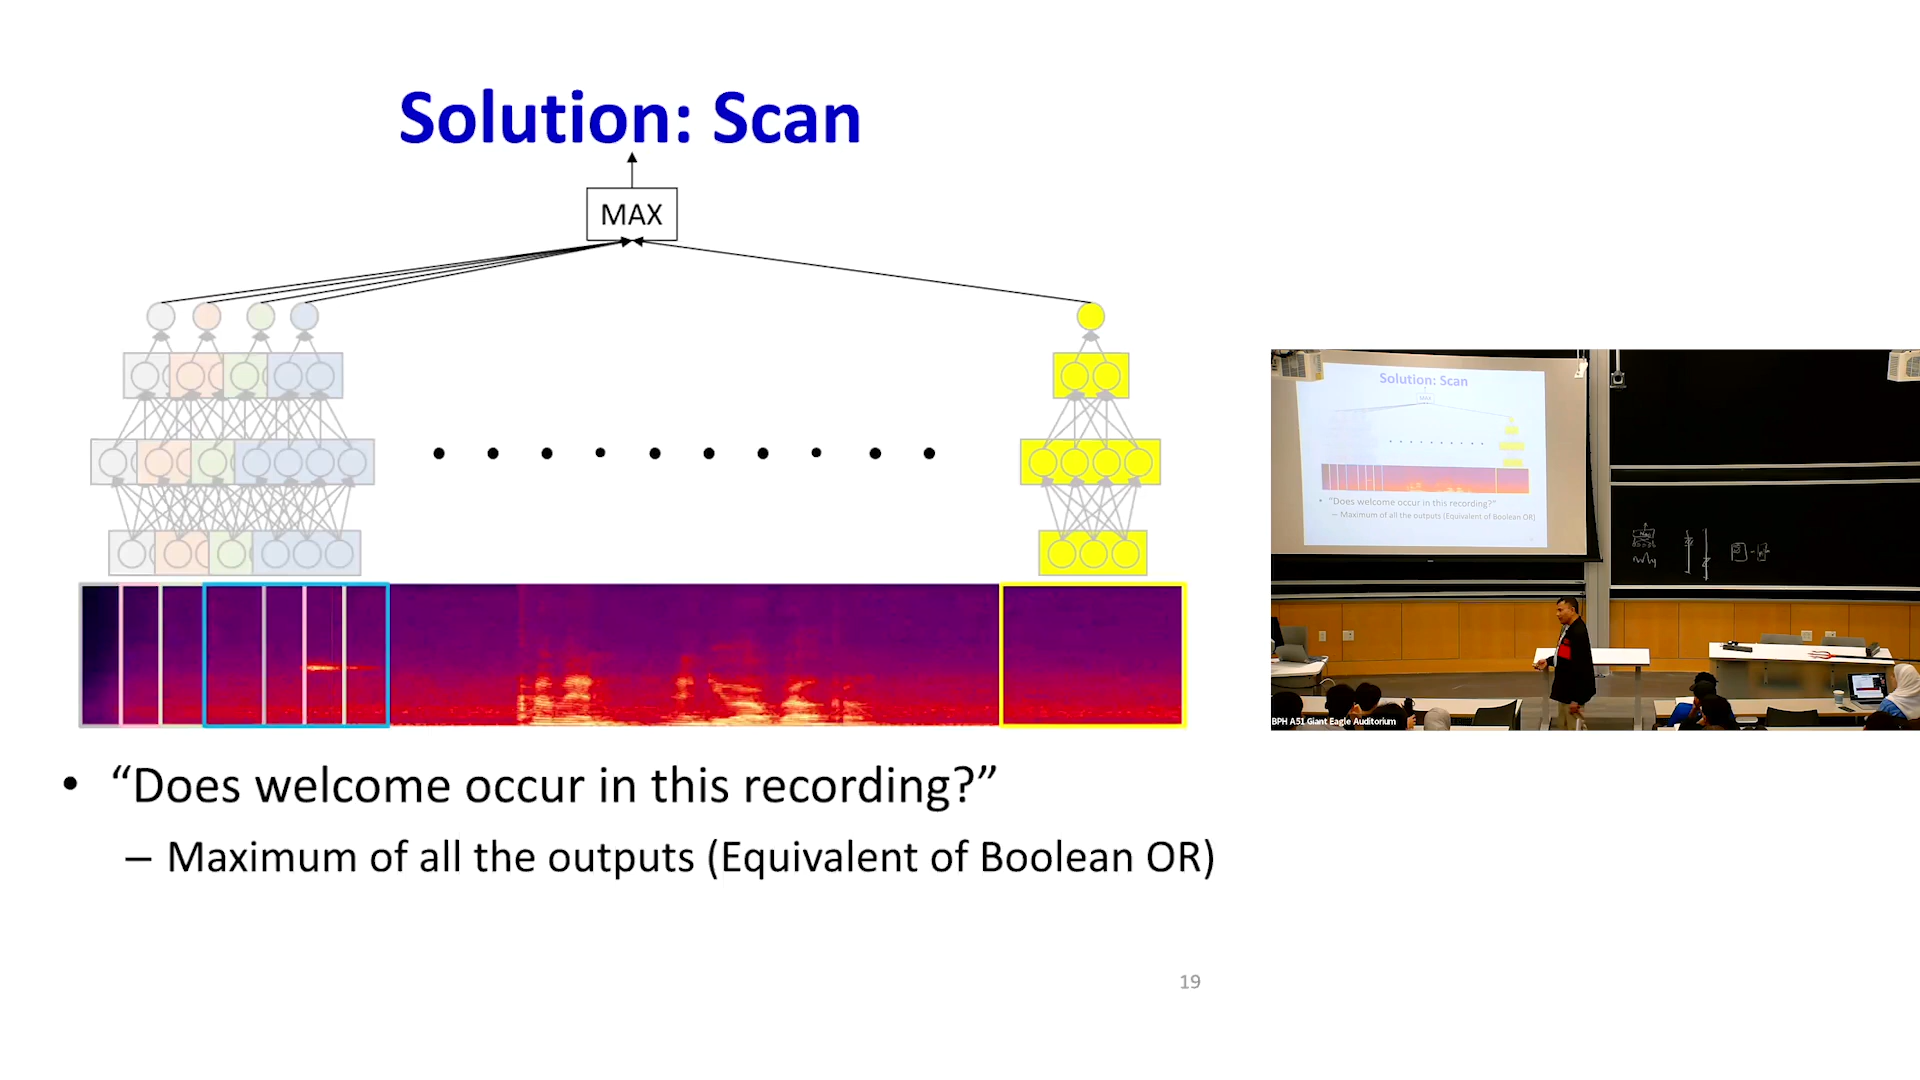 Solution: Scan
MAX
• “Does welcome occur in this recording?”
– Maximum of all the outputs (Equivalent of Boolean OR)
19
Solution: Scan
MAX
• “Does welcome occur in this recording?”
– Maximum of all the outputs (Equivalent of Boolean OR)
BPH A51 Giant Eagle Auditorium